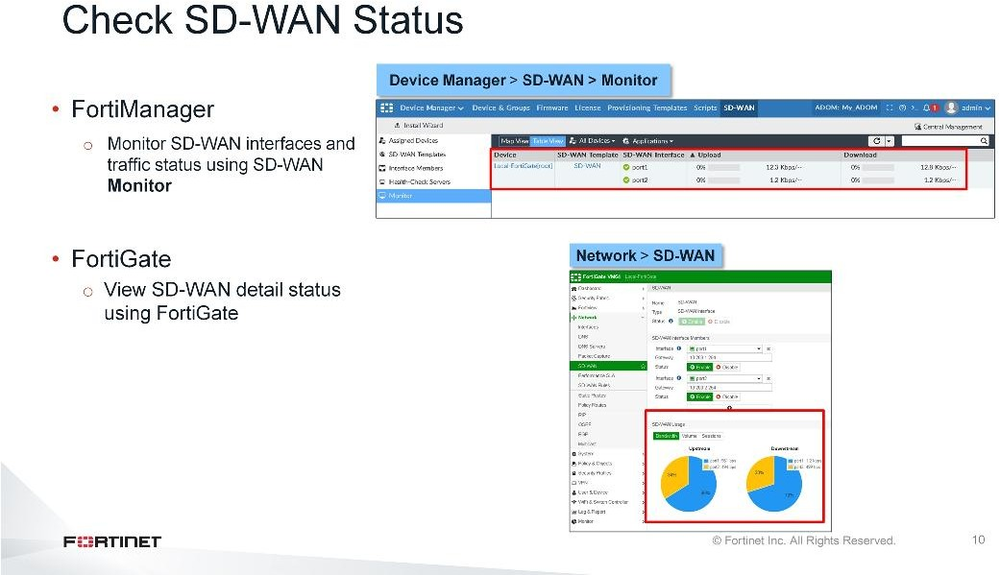 Check SD-WAN Status
• FortiManager
o Monitor SD-WAN interfaces and
traffic status using SD-WAN
Monitor
• FortiGate
o View SD-WAN detail status
using FortiGate
Device Manager > SD-WAN > Monitor
Device Manager Device & Groups Firmware License Provisioning Templates Scripts SD-WAN ADOM: My_ADOM 1 admin
Install Wizard Central Management
Assigned Devices
SD-WAN Templates
Interface Members
Health-Check Servers
Monitor
Map View Table View All Devices Applications
Device SD-WAN Template SD-WAN Interface Upload Download
Local-FortiGate[root] SD-WAN port1 0% 12.3 Kbps/-- 0% 12.8 Kbps/--
port2 0% 1.2 Kbps/-- 0% 1.2 Kbps/--
Network > SD-WAN
FortiGate VM64 Local-FortiGate
Dashboard
Security Fabric
FortiView
Network
Interfaces
DNS
DNS Servers
Packet Capture
SD-WAN
Performance SLA
SD-WAN Rules
Static Routes
Policy Routes
RIP
OSPF
BGP
Multicast
System
Policy & Objects
Security Profiles
VPN
User & Device
WiFi & Switch Controller
Log & Report
Monitor
SD-WAN
Name SD-WAN
Type SD-WAN Interface
Status Enable Disable
SD-WAN Interface Members
Interface port1
Gateway
Status Enable Disable
Interface port2
Gateway
Status Enable Disable
SD-WAN Usage
Bandwidth Volume Sessions
Upstream Downstream
FORTINET
© Fortinet Inc. All Rights Reserved.
10